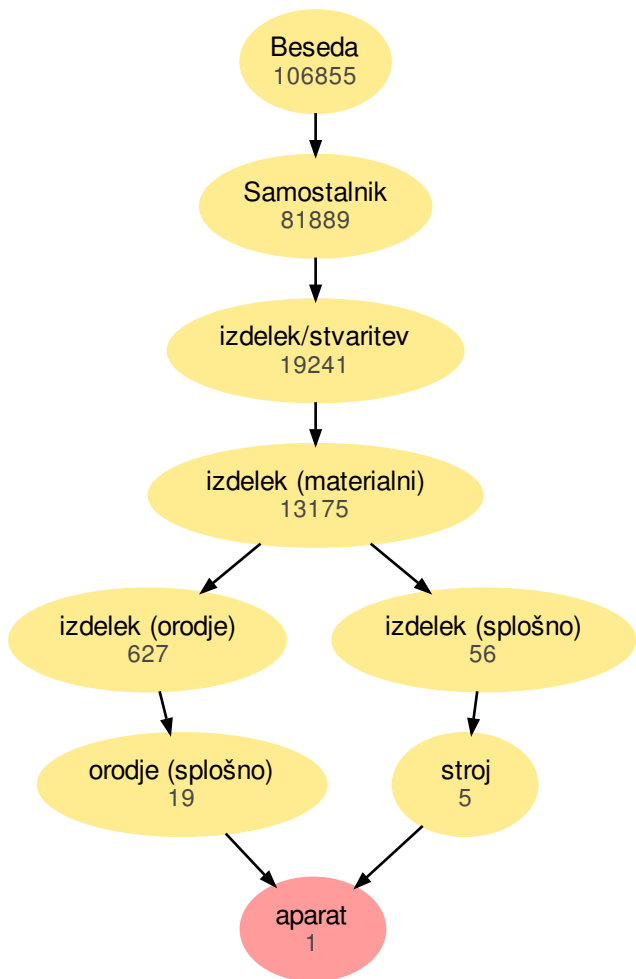 Beseda
106855
Samostalnik
81889
izdelek/stvaritev
19241
izdelek (materialni)
13175
izdelek (orodje)
627
izdelek (splošno)
56
orodje (splošno)
19
stroj
5
aparat
1